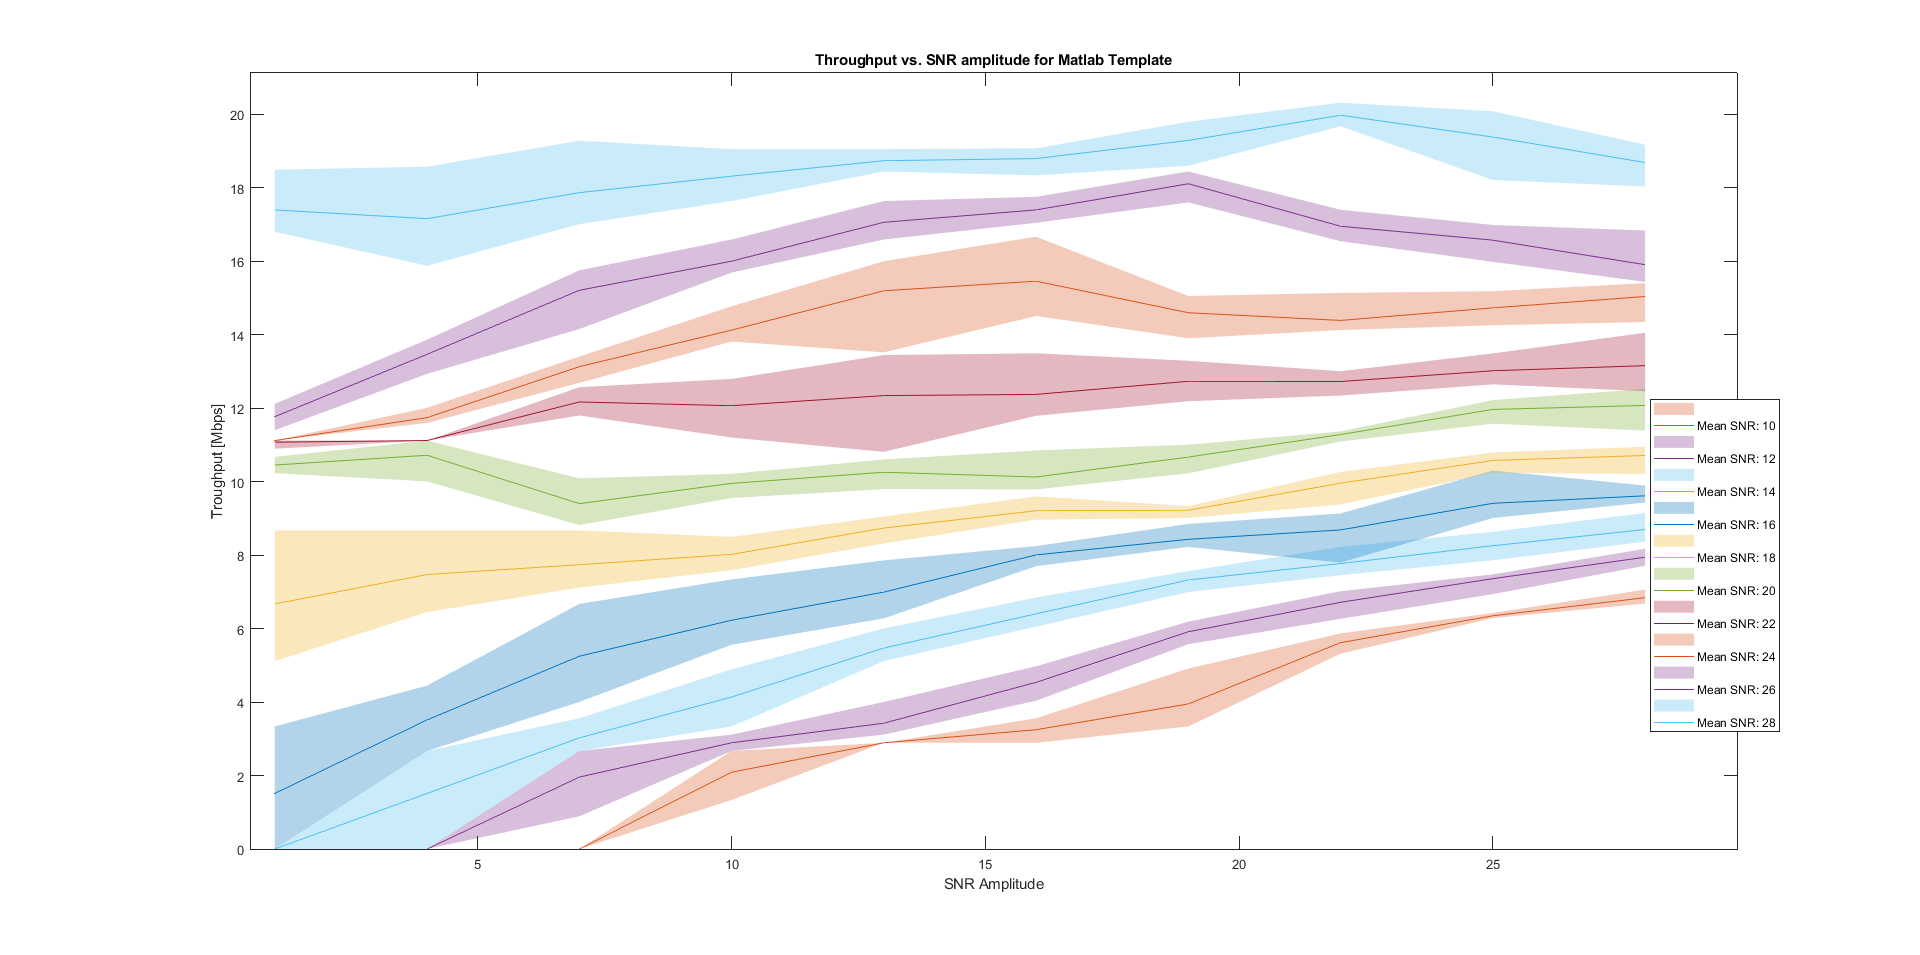 Throughput vs. SNR amplitude for Matlab Template
Troughput [Mbps]
20
18
16
14
12
10
8
6
4
2
0
5
10
15
20
25
SNR Amplitude
Mean SNR: 10
Mean SNR: 12
Mean SNR: 14
Mean SNR: 16
Mean SNR: 18
Mean SNR: 20
Mean SNR: 22
Mean SNR: 24
Mean SNR: 26
Mean SNR: 28